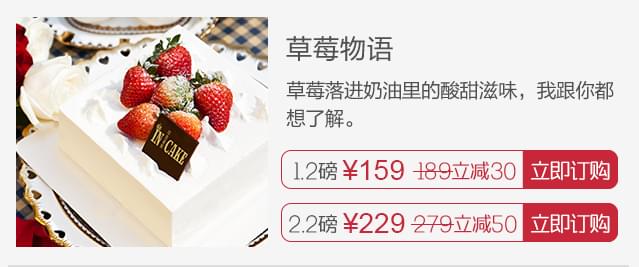 草莓物语
草莓落进奶油里的酸甜滋味，我跟你都
想了解。
1.2磅 ¥159 189立减30 立即订购
2.2磅 ¥229 279立减50 立即订购
IN CAKE